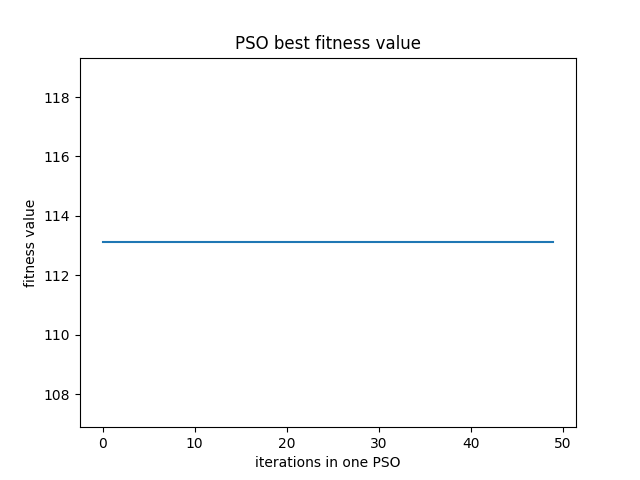 PSO best fitness value
118
116
114
112
110
108
fitness value
0 10 20 30 40 50
iterations in one PSO